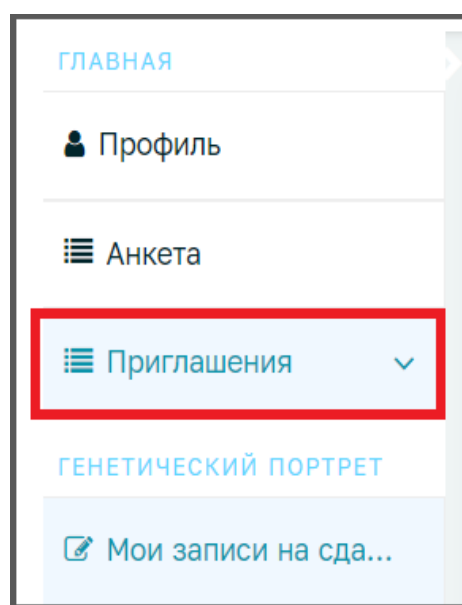 ГЛАВНАЯ
Профиль
Анкета
Приглашения
ГЕНЕТИЧЕСКИЙ ПОРТРЕТ
Мои записи на сда...